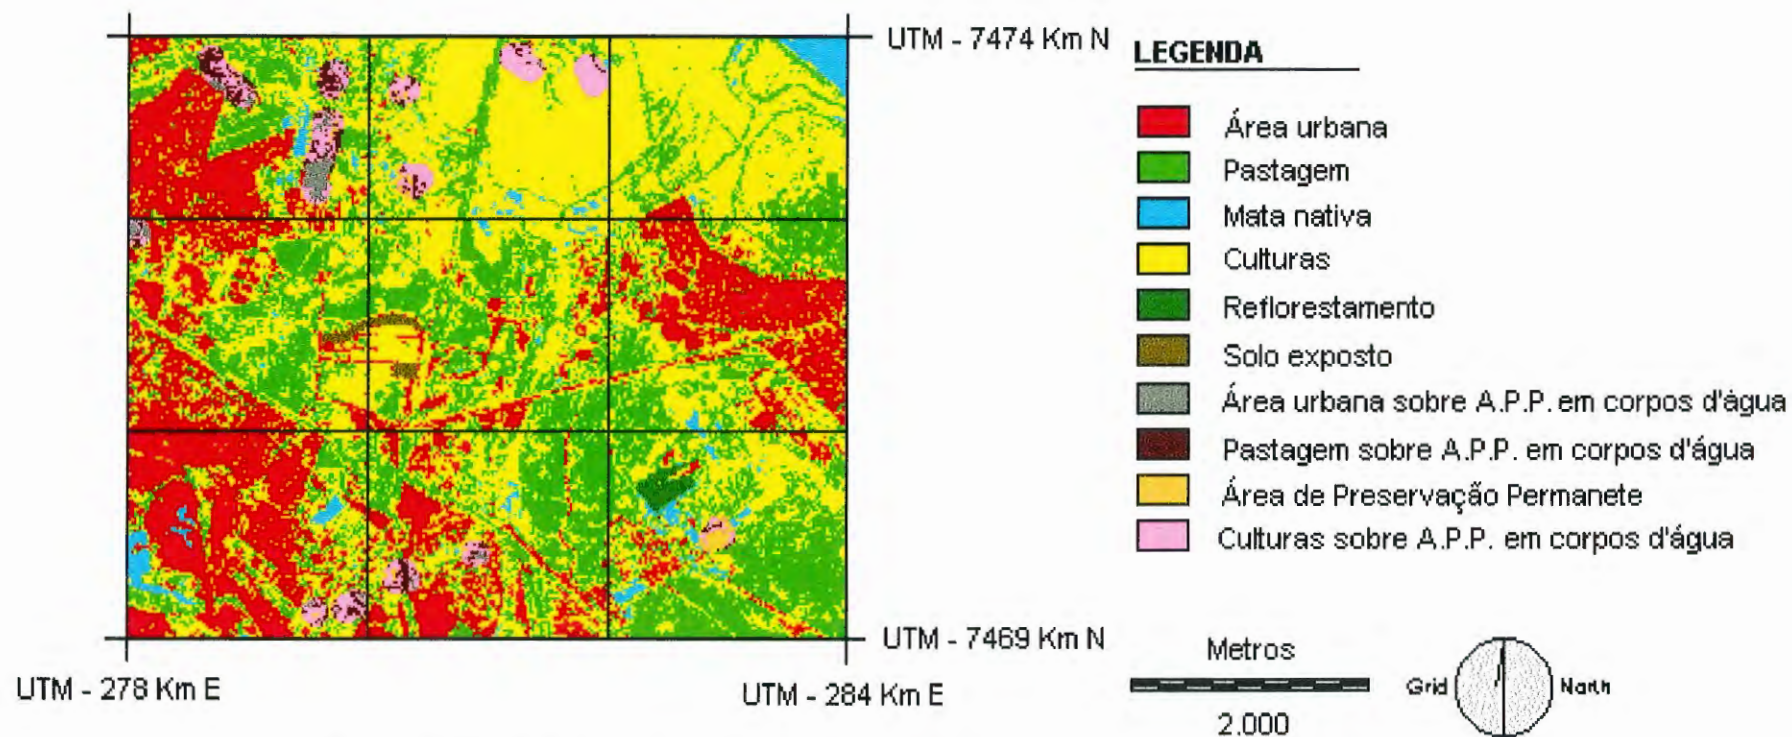 UTM - 7474 Km N
LEGENDA
Área urbana
Pastagem
Mata nativa
Culturas
Reflorestamento
Solo exposto
Área urbana sobre A.P.P. em corpos d'água
Pastagem sobre A.P.P. em corpos d'água
Área de Preservação Permanete
Culturas sobre A.P.P. em corpos d'água
UTM - 7469 Km N
UTM - 278 Km E
UTM - 284 Km E
Metros
2.000
Grid North